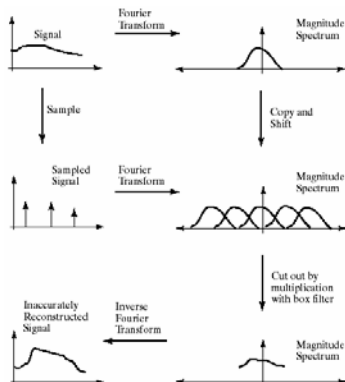 Signal
Fourier
Transform
Magnitude
Spectrum
Sample
Copy and
Shift
Sampled
Signal
Fourier
Transform
Magnitude
Spectrum
Cut out by
multiplication
with box filter
Inaccurately
Reconstructed
Signal
Inverse
Fourier
Transform
Magnitude
Spectrum